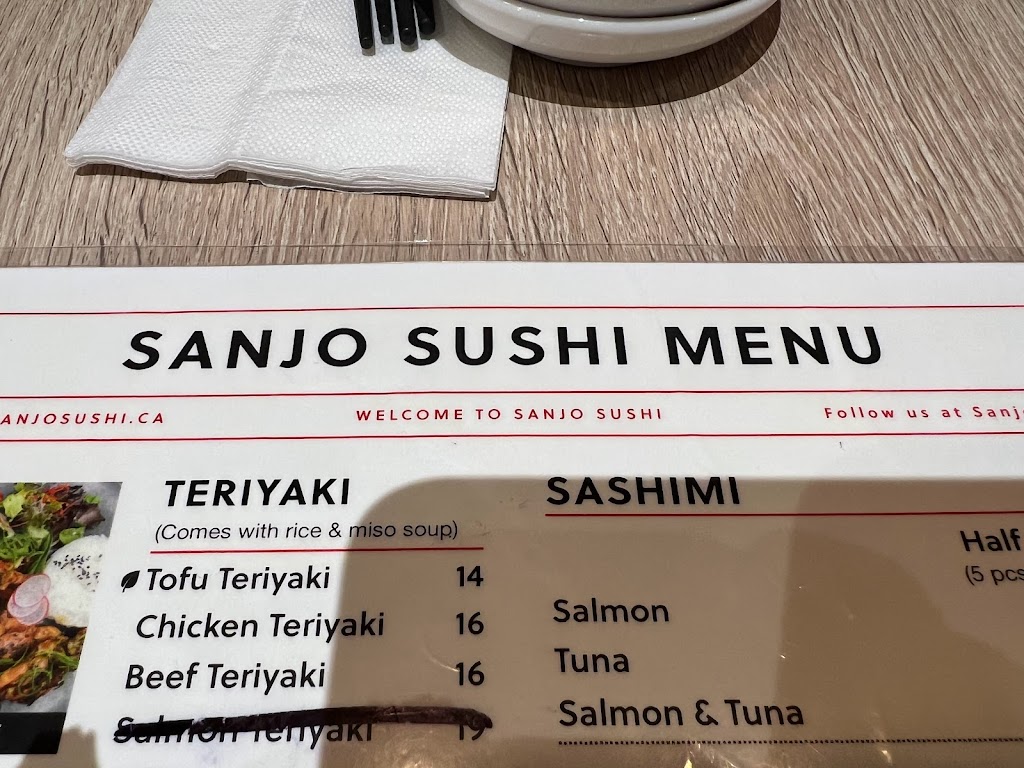 SANJO SUSHI MENU
ANJOSUSHI.CA
WELCOME TO SANJO SUSHI
Follow us at Sanj
TERIYAKI
(Comes with rice & miso soup)
Tofu Teriyaki 14
Chicken Teriyaki 16
Beef Teriyaki 16
Salmon Teriyaki 19
SASHIMI
Half
(5 pcs
Salmon
Tuna
Salmon & Tuna